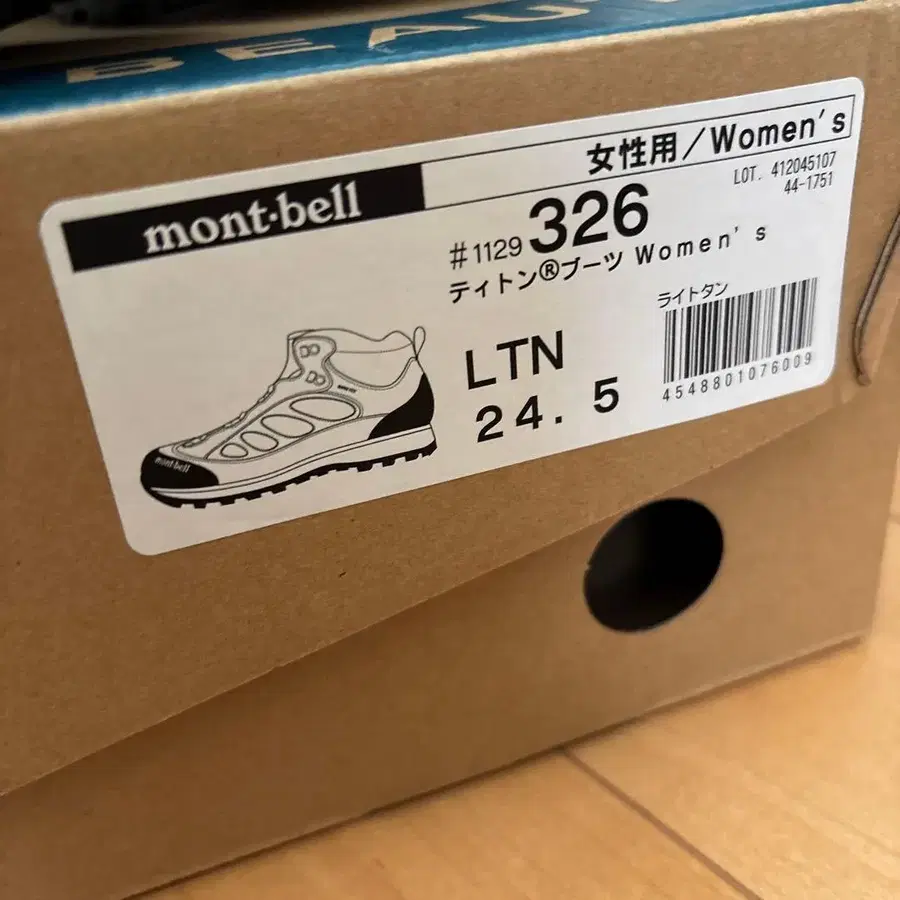 BEAU
mont-bell
女性用／Women's
LOT. 412045107
44-1751
#1129 326
ティトン®ブーツ Women's
ライトタン
LTN
24.5
4548801076009
mont-bell